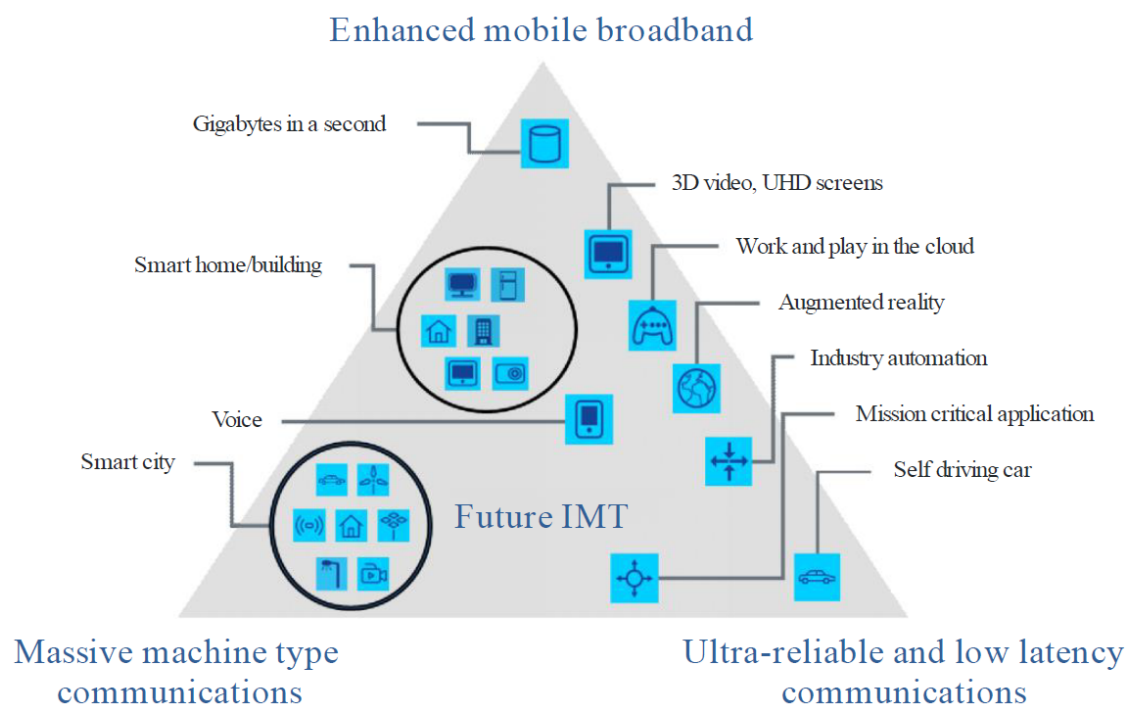 Enhanced mobile broadband
Gigabytes in a second
3D video, UHD screens
Work and play in the cloud
Smart home/building
Augmented reality
Industry automation
Voice
Mission critical application
Smart city
Self driving car
Future IMT
Massive machine type
communications
Ultra-reliable and low latency
communications